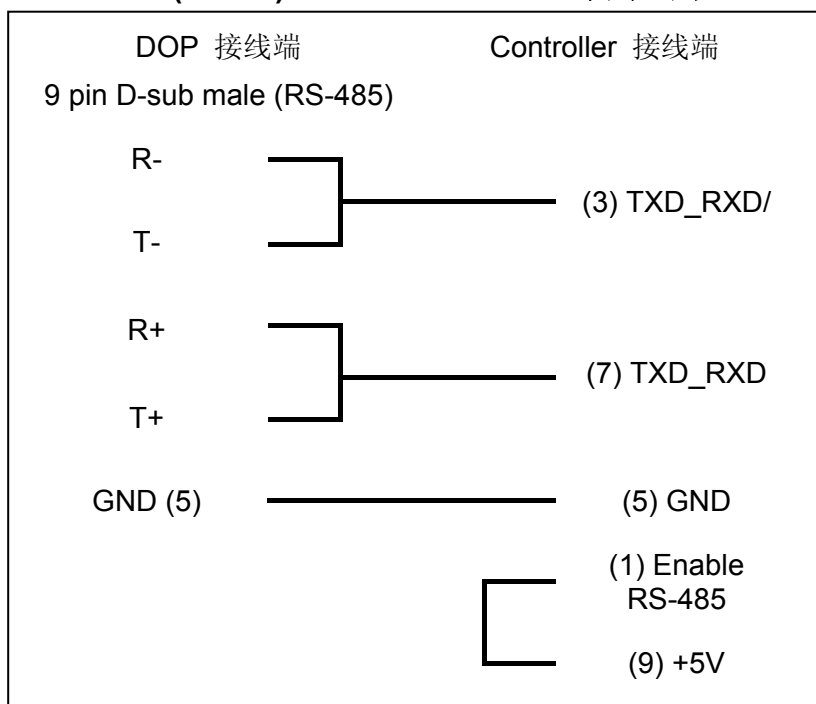 DOP 接线端 Controller 接线端
9 pin D-sub male (RS-485)
R-
(3) TXD_RXD/
T-
R+
(7) TXD_RXD
T+
GND (5) (5) GND
(1) Enable
RS-485
(9) +5V